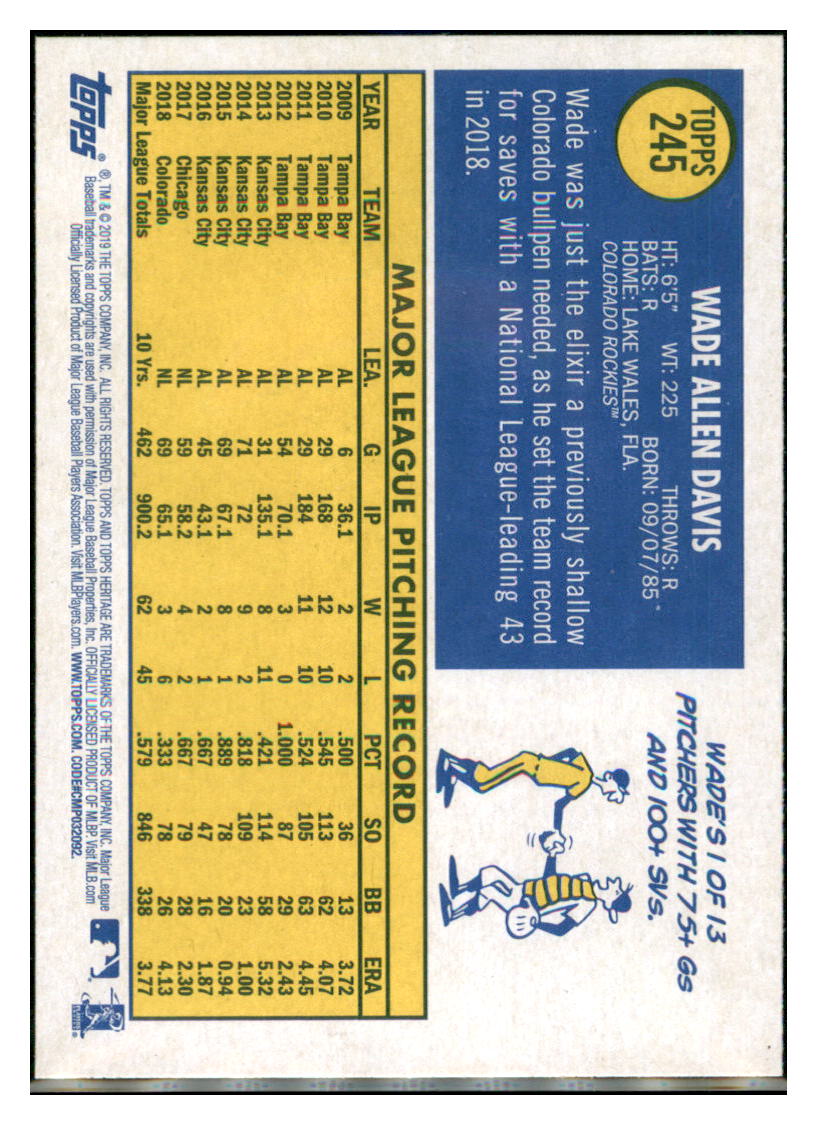 TOPPS
245
WADE ALLEN DAVIS
HT: 6'5" WT: 225 THROWS: R
BATS: R BORN: 09/07/85
HOME: LAKE WALES, FLA.
COLORADO ROCKIES™
Wade was just the elixir a previously shallow
Colorado bullpen needed, as he set the team record
for saves with a National League-leading 43
in 2018.
WADE'S 1 OF 13
PITCHERS WITH 75+ GS
AND 100+ SVs.
MAJOR LEAGUE PITCHING RECORD
YEAR TEAM LEA. G IP W L PCT SO BB ERA
2009 Tampa Bay AL 6 36.1 2 2 .500 36 13 3.72
2010 Tampa Bay AL 29 168 12 10 .545 113 62 4.07
2011 Tampa Bay AL 29 184 11 10 .524 105 63 4.45
2012 Tampa Bay AL 54 70.1 3 0 1.000 87 29 2.43
2013 Kansas City AL 31 135.1 8 11 .421 114 58 5.32
2014 Kansas City AL 71 72 9 2 .818 109 23 1.00
2015 Kansas City AL 69 67.1 8 1 .889 78 20 0.94
2016 Kansas City AL 45 43.1 2 1 .667 47 16 1.87
2017 Chicago NL 59 58.2 4 2 .667 79 28 2.30
2018 Colorado NL 69 65.1 3 6 .333 78 26 4.13
Major League Totals 10 Yrs. 462 900.2 62 45 .579 846 338 3.77
topps®
®, TM & © 2019 THE TOPPS COMPANY, INC. ALL RIGHTS RESERVED. TOPPS AND TOPPS HERITAGE ARE TRADEMARKS OF THE TOPPS COMPANY, INC. Major League
Baseball trademarks and copyrights are used with permission of Major League Baseball Properties, Inc. OFFICIALLY LICENSED PRODUCT OF MLBP. Visit MLB.com
Officially Licensed Product of Major League Baseball Players Association. Visit MLBPlayers.com. WWW.TOPPS.COM. CODE#CMP032092.